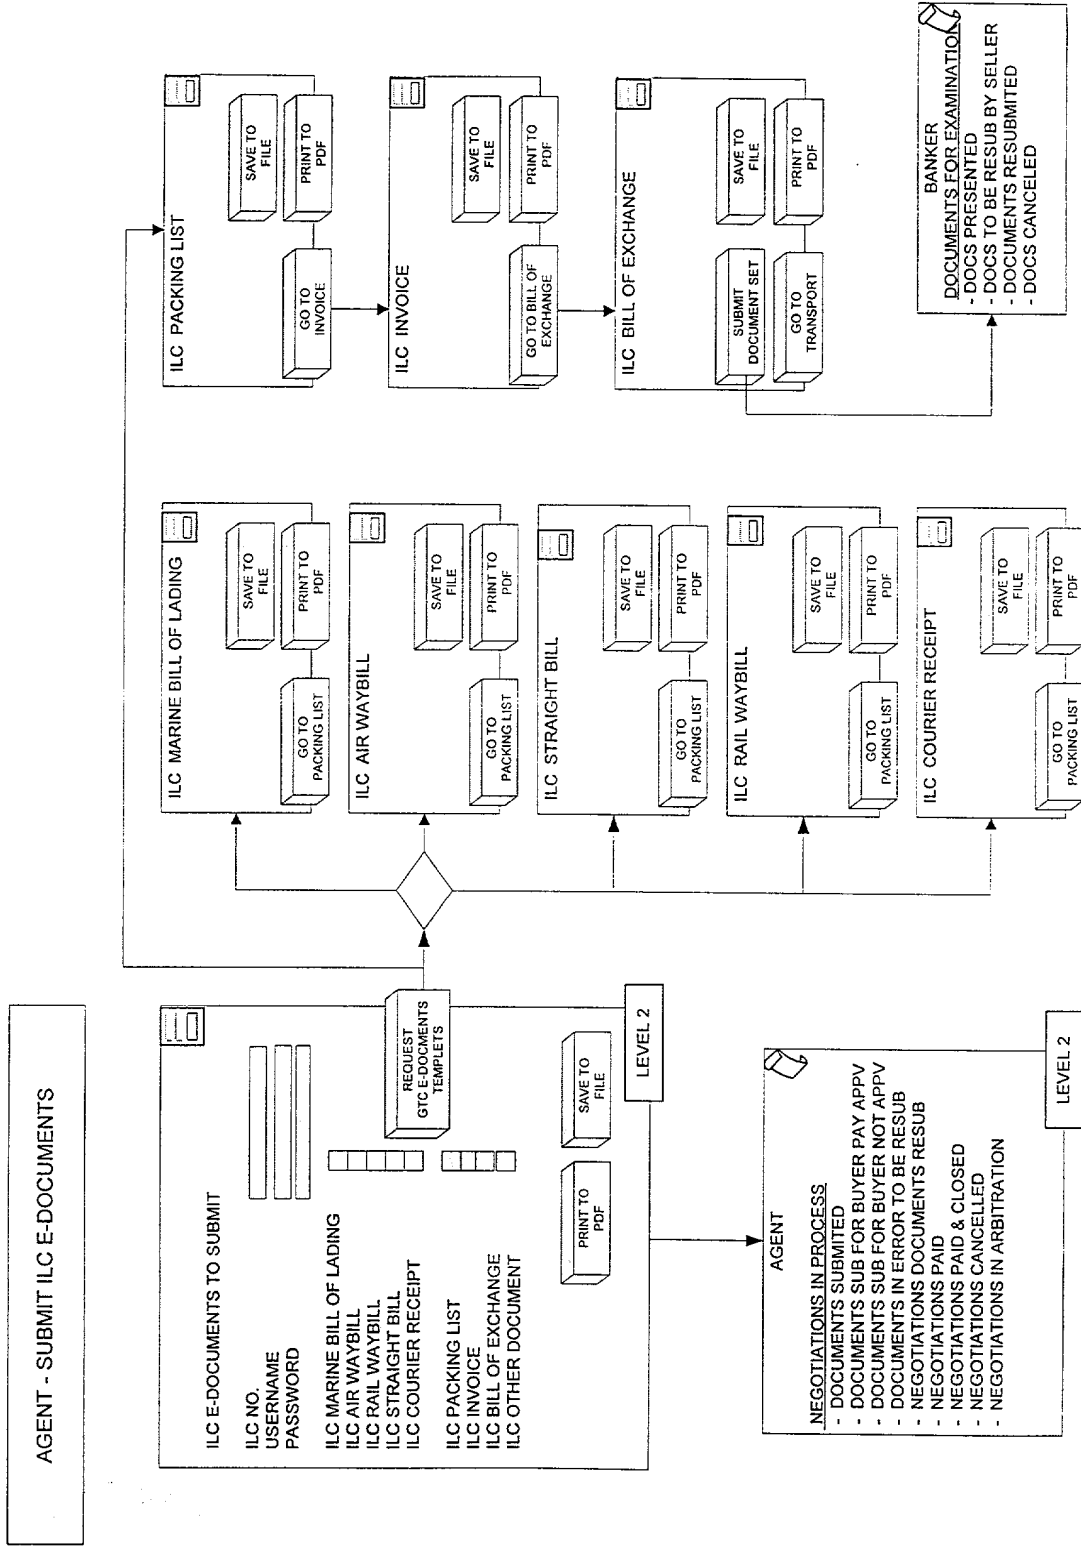 AGENT - SUBMIT ILC E-DOCUMENTS
ILC E-DOCUMENTS TO SUBMIT
ILC NO.
USERNAME
PASSWORD
ILC MARINE BILL OF LADING
ILC AIR WAYBILL
ILC RAIL WAYBILL
ILC STRAIGHT BILL
ILC COURIER RECEIPT
ILC PACKING LIST
ILC INVOICE
ILC BILL OF EXCHANGE
ILC OTHER DOCUMENT
REQUEST
GTC E-DOCMENTS
TEMPLETS
PRINT TO
PDF
SAVE TO
FILE
LEVEL 2
AGENT
NEGOTIATIONS IN PROCESS
- DOCUMENTS SUBMITED
- DOCUMENTS SUB FOR BUYER PAY APPV
- DOCUMENTS SUB FOR BUYER NOT APPV
- DOCUMENTS IN ERROR TO BE RESUB
- NEGOTIATIONS DOCUMENTS RESUB
- NEGOTIATIONS PAID
- NEGOTIATIONS PAID & CLOSED
- NEGOTIATIONS CANCELLED
- NEGOTIATIONS IN ARBITRATION
LEVEL 2
ILC MARINE BILL OF LADING
SAVE TO
FILE
GO TO
PACKING LIST
PRINT TO
PDF
ILC AIR WAYBILL
SAVE TO
FILE
GO TO
PACKING LIST
PRINT TO
PDF
ILC STRAIGHT BILL
SAVE TO
FILE
GO TO
PACKING LIST
PRINT TO
PDF
ILC RAIL WAYBILL
SAVE TO
FILE
GO TO
PACKING LIST
PRINT TO
PDF
ILC COURIER RECEIPT
SAVE TO
FILE
GO TO
PACKING LIST
PRINT TO
PDF
ILC PACKING LIST
SAVE TO
FILE
GO TO
INVOICE
PRINT TO
PDF
ILC INVOICE
SAVE TO
FILE
GO TO BILL OF
EXCHANGE
PRINT TO
PDF
ILC BILL OF EXCHANGE
SUBMIT
DOCUMENT SET
SAVE TO
FILE
GO TO
TRANSPORT
PRINT TO
PDF
BANKER
DOCUMENTS FOR EXAMINATION
- DOCS PRESENTED
- DOCS TO BE RESUB BY SELLER
- DOCUMENTS RESUBMITED
- DOCS CANCELED